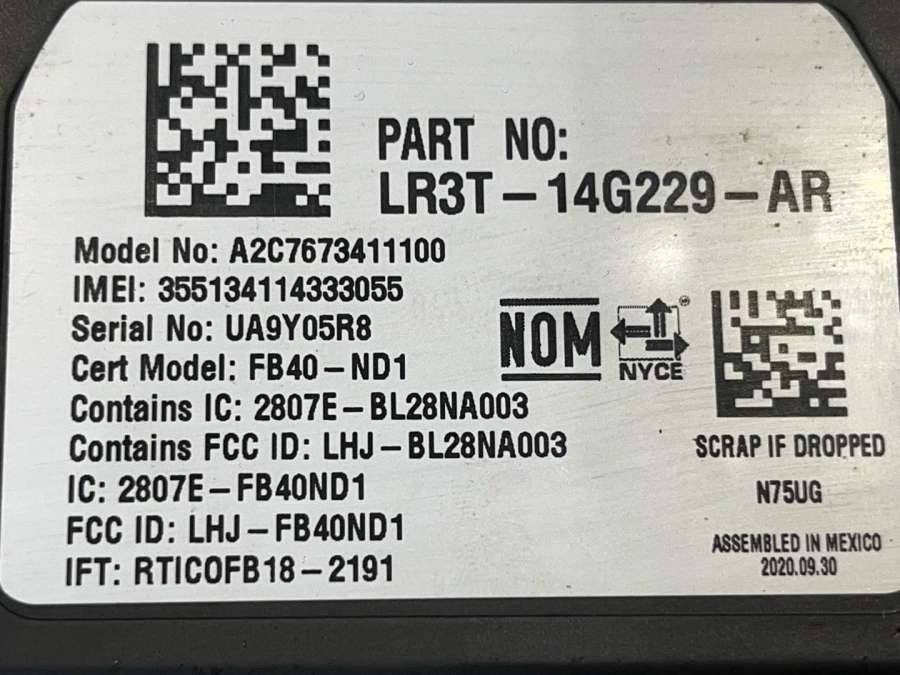 PART NO:
LR3T-14G229-AR
Model No: A2C7673411100
IMEI: 355134114333055
Serial No: UA9Y05R8
Cert Model: FB40-ND1
Contains IC: 2807E-BL28NA003
Contains FCC ID: LHJ-BL28NA003
IC: 2807E-FB40ND1
FCC ID: LHJ-FB40ND1
IFT: RTICOFB18-2191
NOM
NYCE
SCRAP IF DROPPED
N75UG
ASSEMBLED IN MEXICO
2020.09.30